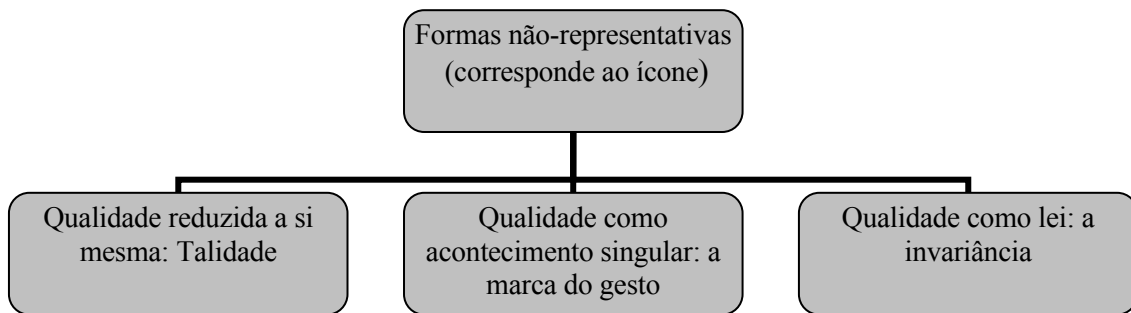 Formas não-representativas
(corresponde ao ícone)
Qualidade reduzida a si
mesma: Talidade
Qualidade como
acontecimento singular: a
marca do gesto
Qualidade como lei: a
invariância